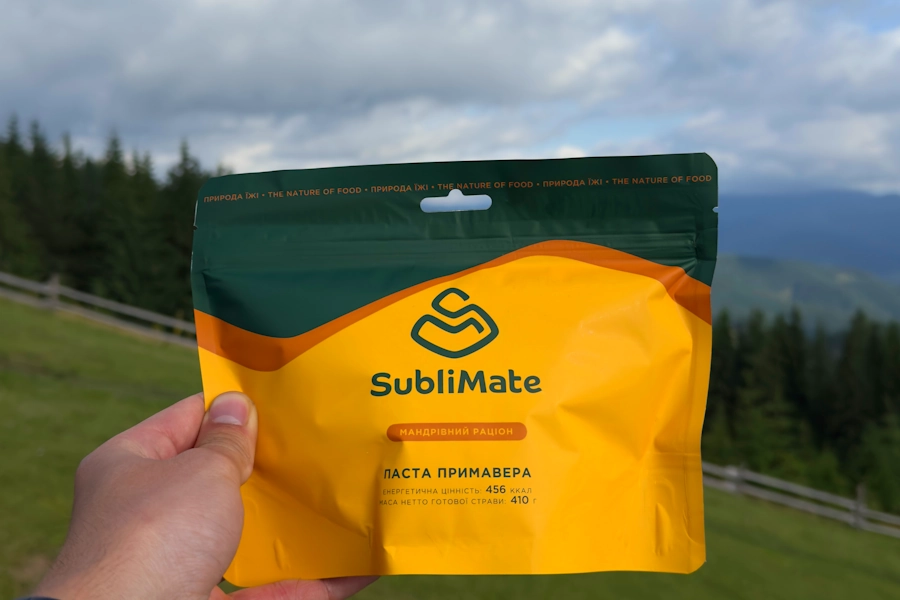 ПРИРОДА ЇЖІ • THE NATURE OF FOOD • ПРИРОДА ЇЖІ • THE NATURE OF FOOD • ПРИРОДА ЇЖІ • THE NATURE OF FOOD
SubliMate
МАНДРІВНИЙ РАЦІОН
ПАСТА ПРИМАВЕРА
ЕНЕРГЕТИЧНА ЦІННІСТЬ: 456 ККАЛ
МАСА НЕТТО ГОТОВОЇ СТРАВИ: 410 Г